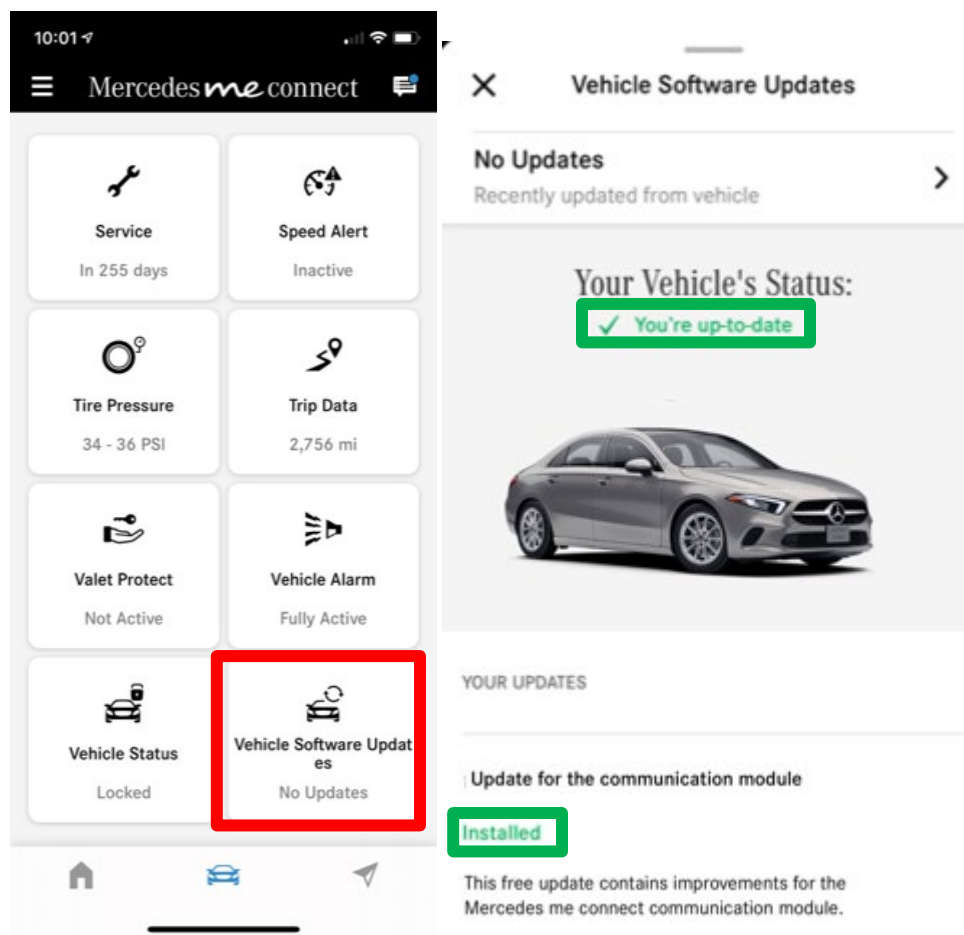 10:01
Mercedes me connect
Service
In 255 days
Speed Alert
Inactive
Tire Pressure
34 - 36 PSI
Trip Data
2,756 mi
Valet Protect
Not Active
Vehicle Alarm
Fully Active
Vehicle Status
Locked
Vehicle Software Updat
es
No Updates
Vehicle Software Updates
No Updates
Recently updated from vehicle
Your Vehicle's Status:
You're up-to-date
YOUR UPDATES
Update for the communication module
Installed
This free update contains improvements for the
Mercedes me connect communication module.